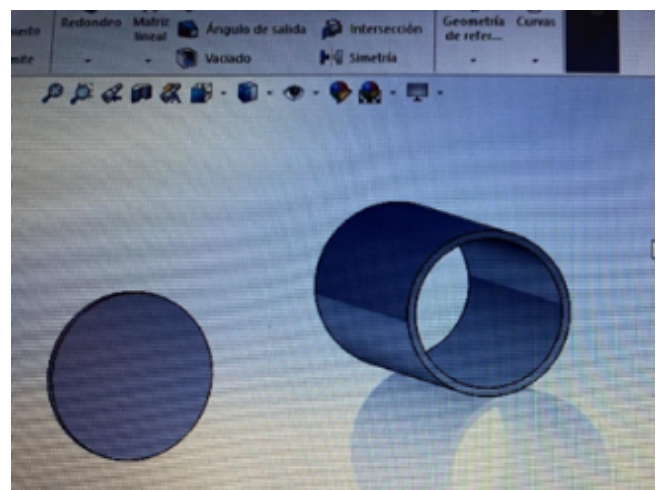 Redondeo
Matriz lineal
Ángulo de salida
Intersección
Geometría de refer...
Curvas
Vaciado
Simetría